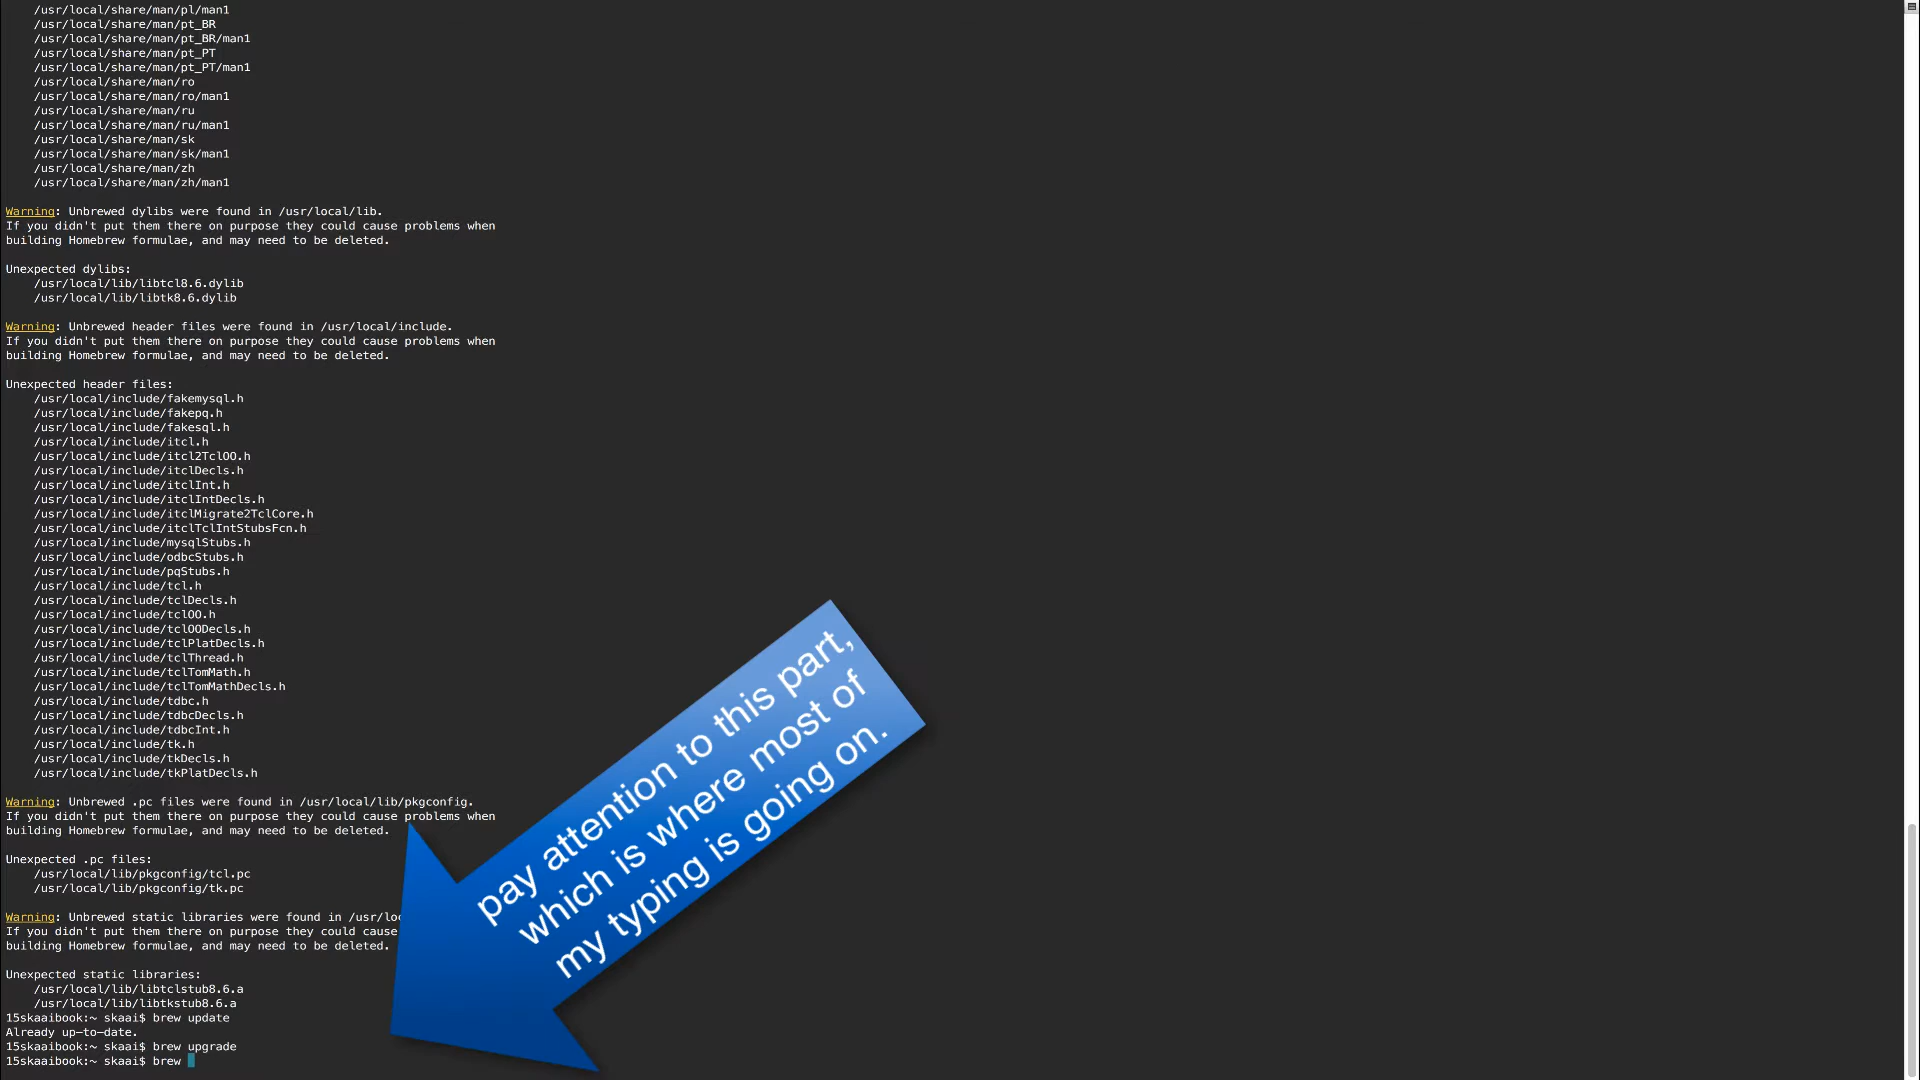 /usr/local/share/man/pl/man1
/usr/local/share/man/pt_BR
/usr/local/share/man/pt_BR/man1
/usr/local/share/man/pt_PT
/usr/local/share/man/pt_PT/man1
/usr/local/share/man/ro
/usr/local/share/man/ro/man1
/usr/local/share/man/ru
/usr/local/share/man/ru/man1
/usr/local/share/man/sk
/usr/local/share/man/sk/man1
/usr/local/share/man/zh
/usr/local/share/man/zh/man1
Warning: Unbrewed dylibs were found in /usr/local/lib.
If you didn't put them there on purpose they could cause problems when
building Homebrew formulae, and may need to be deleted.
Unexpected dylibs:
/usr/local/lib/libtcl8.6.dylib
/usr/local/lib/libtk8.6.dylib
Warning: Unbrewed header files were found in /usr/local/include.
If you didn't put them there on purpose they could cause problems when
building Homebrew formulae, and may need to be deleted.
Unexpected header files:
/usr/local/include/fakemysql.h
/usr/local/include/fakepq.h
/usr/local/include/fakesql.h
/usr/local/include/itcl.h
/usr/local/include/itcl2TclOO.h
/usr/local/include/itclDecls.h
/usr/local/include/itclInt.h
/usr/local/include/itclIntDecls.h
/usr/local/include/itclMigrate2TclCore.h
/usr/local/include/itclTclIntStubsFcn.h
/usr/local/include/mysqlStubs.h
/usr/local/include/odbcStubs.h
/usr/local/include/pqStubs.h
/usr/local/include/tcl.h
/usr/local/include/tclDecls.h
/usr/local/include/tclOO.h
/usr/local/include/tclOODecls.h
/usr/local/include/tclPlatDecls.h
/usr/local/include/tclThread.h
/usr/local/include/tclTomMath.h
/usr/local/include/tclTomMathDecls.h
/usr/local/include/tdbc.h
/usr/local/include/tdbcDecls.h
/usr/local/include/tdbcInt.h
/usr/local/include/tk.h
/usr/local/include/tkDecls.h
/usr/local/include/tkPlatDecls.h
Warning: Unbrewed .pc files were found in /usr/local/lib/pkgconfig.
If you didn't put them there on purpose they could cause problems when
building Homebrew formulae, and may need to be deleted.
Unexpected .pc files:
/usr/local/lib/pkgconfig/tcl.pc
/usr/local/lib/pkgconfig/tk.pc
Warning: Unbrewed static libraries were found in /usr/lo
If you didn't put them there on purpose they could cause
building Homebrew formulae, and may need to be deleted.
Unexpected static libraries:
/usr/local/lib/libtclstub8.6.a
/usr/local/lib/libtkstub8.6.a
15skaaibook:~ skaai$ brew update
Already up-to-date.
15skaaibook:~ skaai$ brew upgrade
15skaaibook:~ skaai$ brew
pay attention to this part,
which is where most of
my typing is going on.